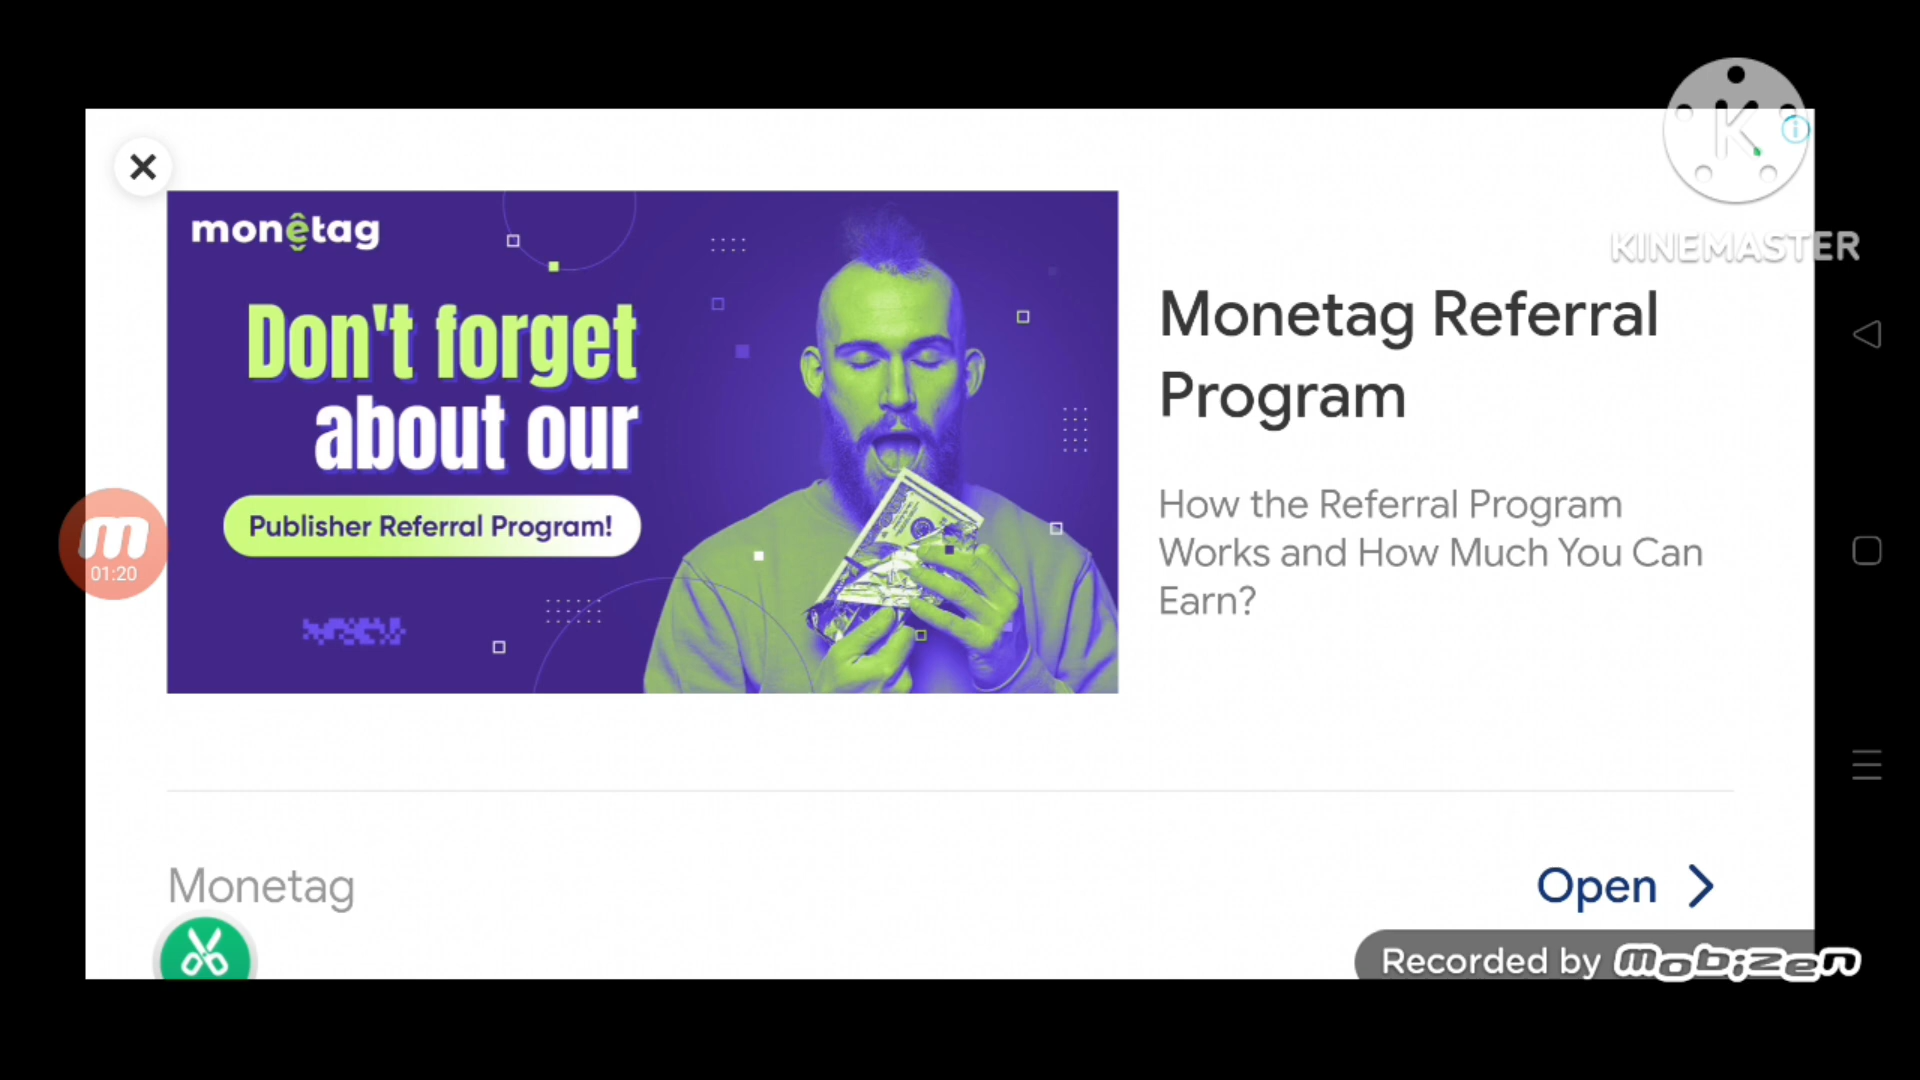 KINEMASTER
monetag
Don't forget
about our
Publisher Referral Program!
Monetag Referral
Program
How the Referral Program
Works and How Much You Can
Earn?
01:20
Monetag
Open
Recorded by mobizen